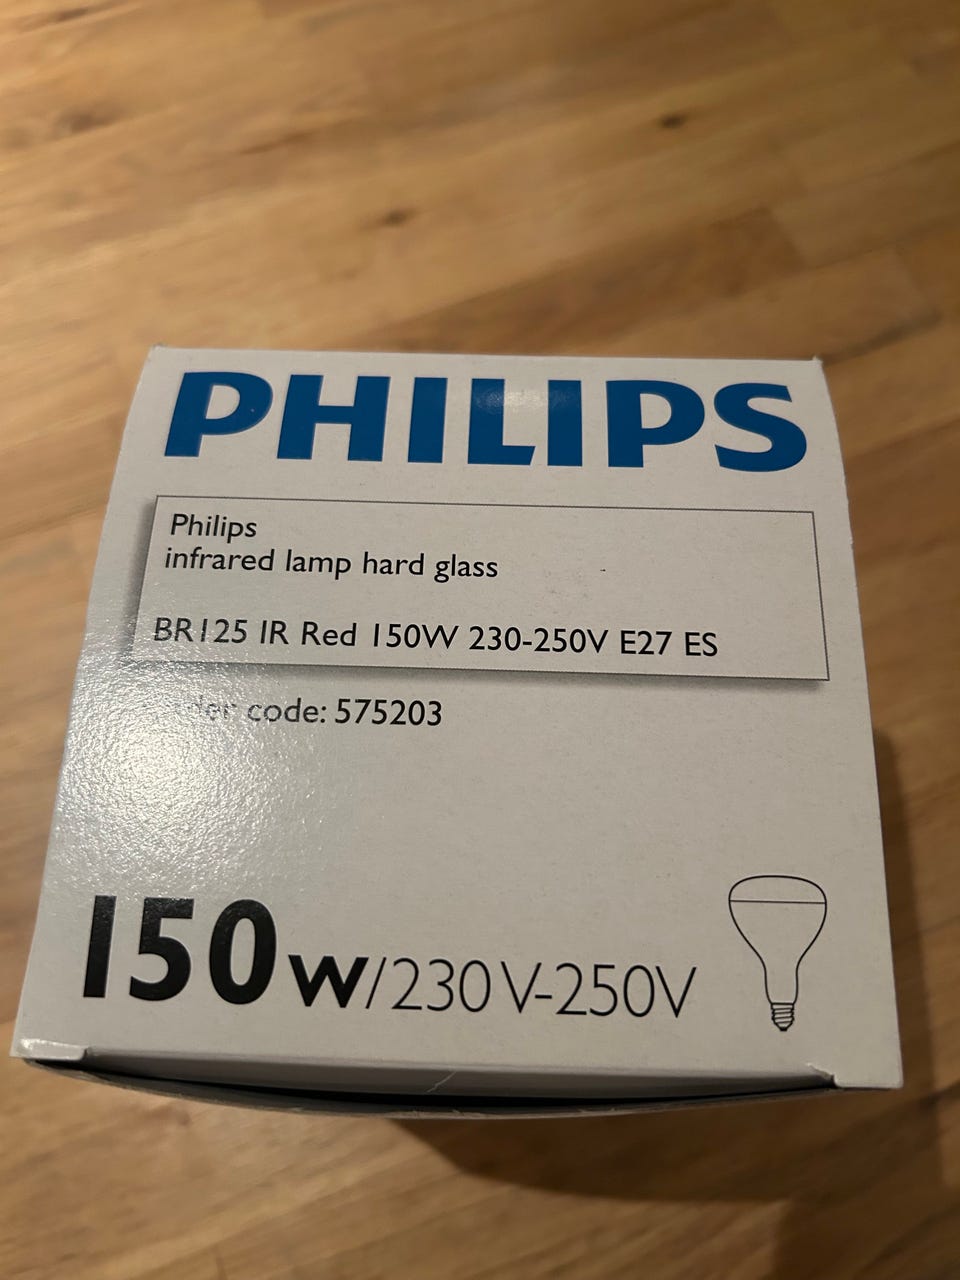 PHILIPS
Philips
infrared lamp hard glass
BR125 IR Red 150W 230-250V E27 ES
code: 575203
150w/230V-250V